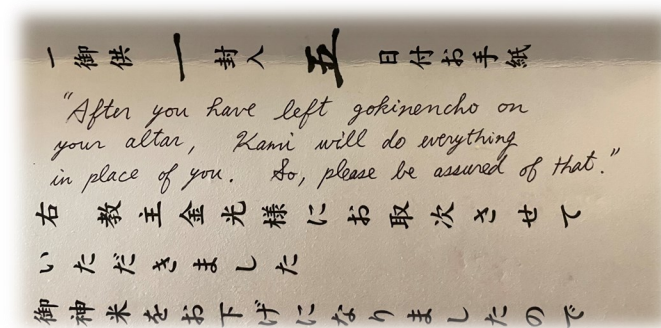 一 御供 一 封入 五 日付お手紙
"After you have left gokinencho on
your altar, Kami will do everything
in place of you. So, please be assured of that."
右 教主金光様にお取次させて
いただきました
御神米をお下げになりましたので